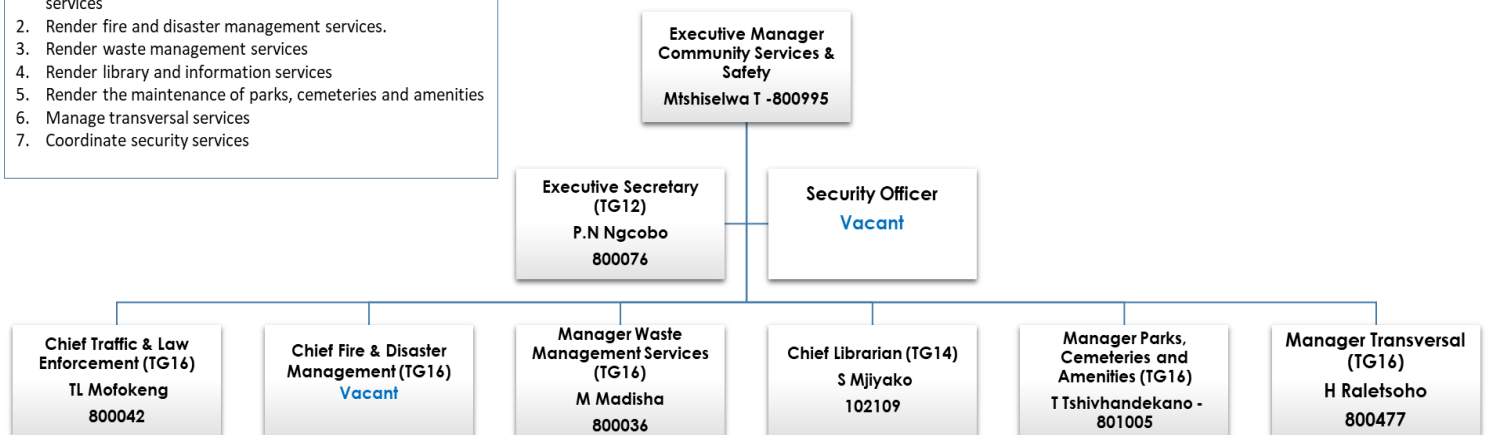 services
2. Render fire and disaster management services.
3. Render waste management services
4. Render library and information services
5. Render the maintenance of parks, cemeteries and amenities
6. Manage transversal services
7. Coordinate security services
Executive Manager
Community Services &
Safety
Mtshiselwa T -800995
Executive Secretary
(TG12)
P.N Ngcobo
800076
Security Officer
Vacant
Chief Traffic & Law
Enforcement (TG16)
TL Mofokeng
800042
Chief Fire & Disaster
Management (TG16)
Vacant
Manager Waste
Management Services
(TG16)
M Madisha
800036
Chief Librarian (TG14)
S Mjiyako
102109
Manager Parks,
Cemeteries and
Amenities (TG16)
T Tshivhandekano -
801005
Manager Transversal
(TG16)
H Raletsoho
800477